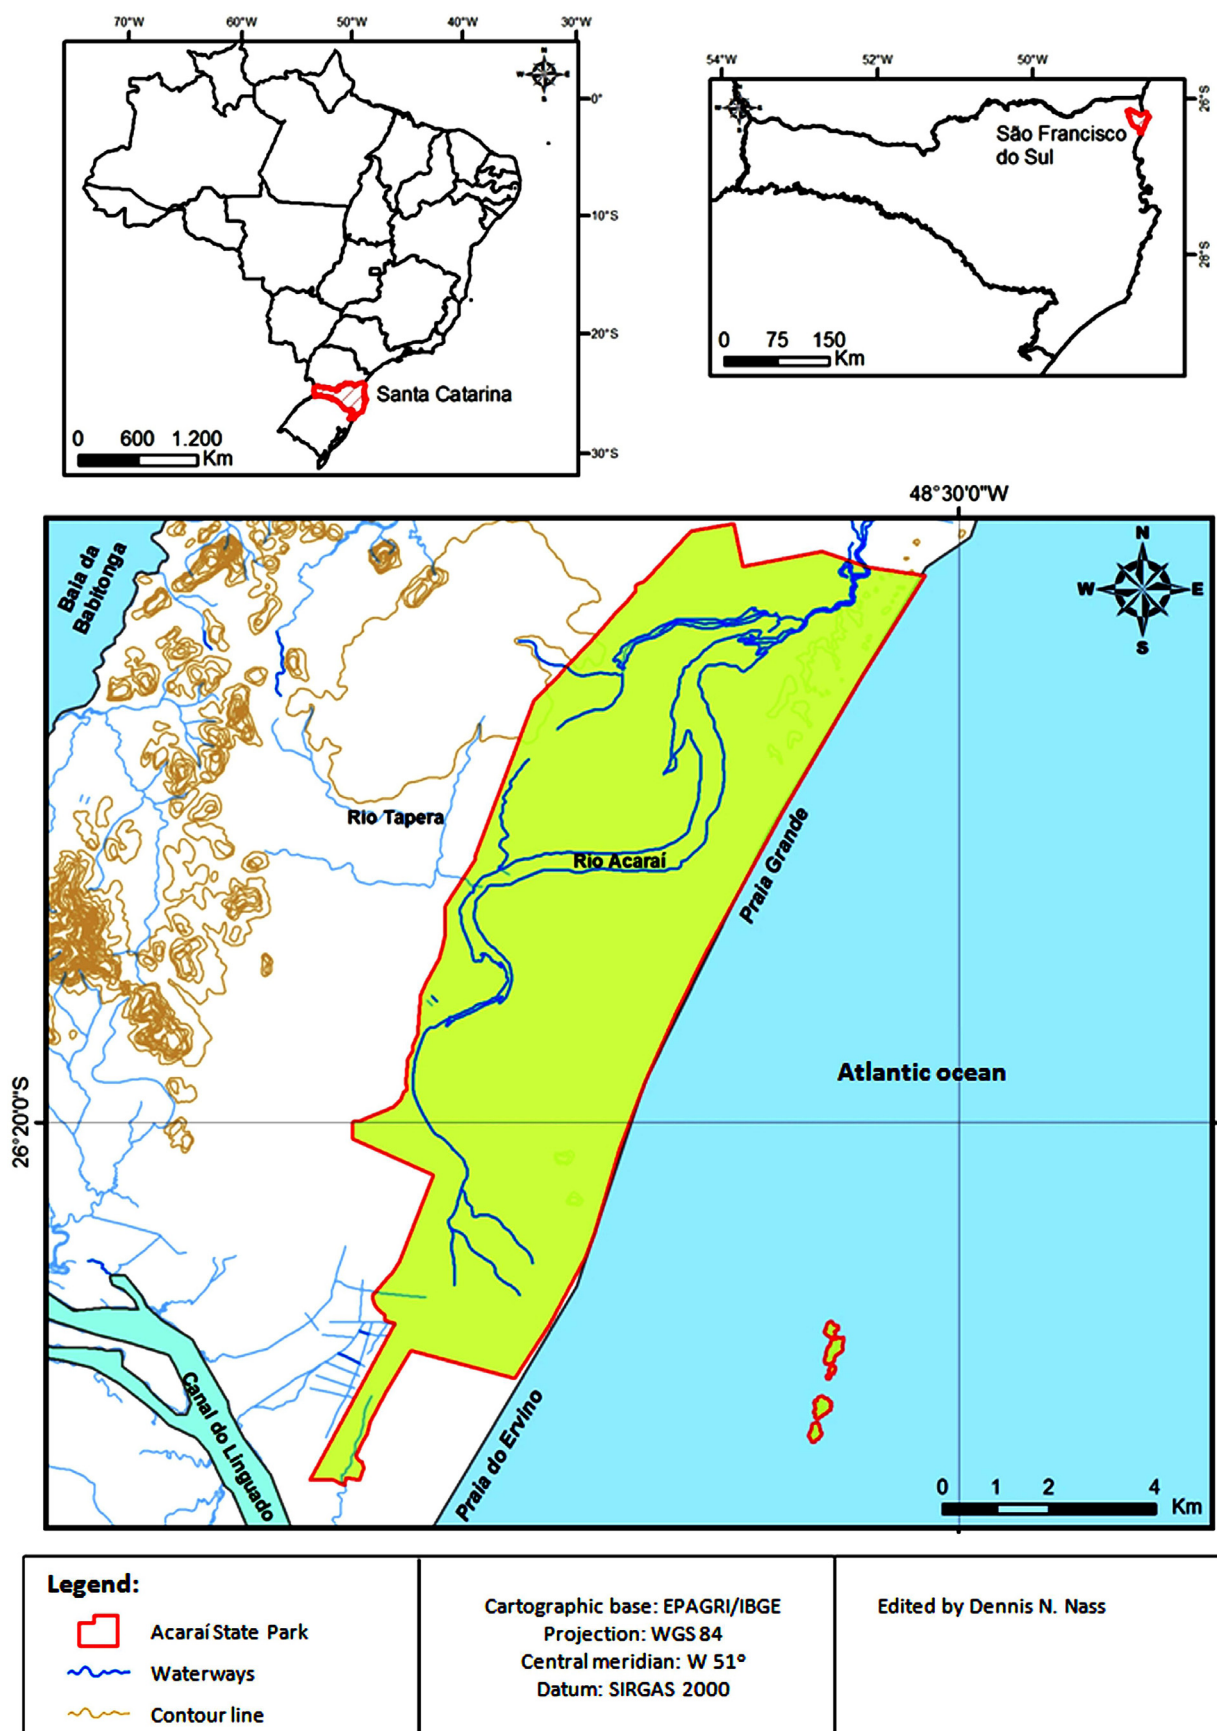 70°W 60°W 50°W 40°W 30°W
N
W E
S
0°
10°S
20°S
30°S
Santa Catarina
0 600 1.200
Km
54°W 52°W 50°W
26°S
28°S
São Francisco
do Sul
0 75 150
Km
48°30'0"W
26°20'0"S
Baia da
Babitonga
N
W E
S
Rio Tapera
Rio Acaraí
Praia Grande
Atlantic ocean
Canal do Linguado
Praia do Ervino
0 1 2 4
Km
Legend:
Acaraí State Park
Waterways
Contour line
Cartographic base: EPAGRI/IBGE
Projection: WGS 84
Central meridian: W 51°
Datum: SIRGAS 2000
Edited by Dennis N. Nass